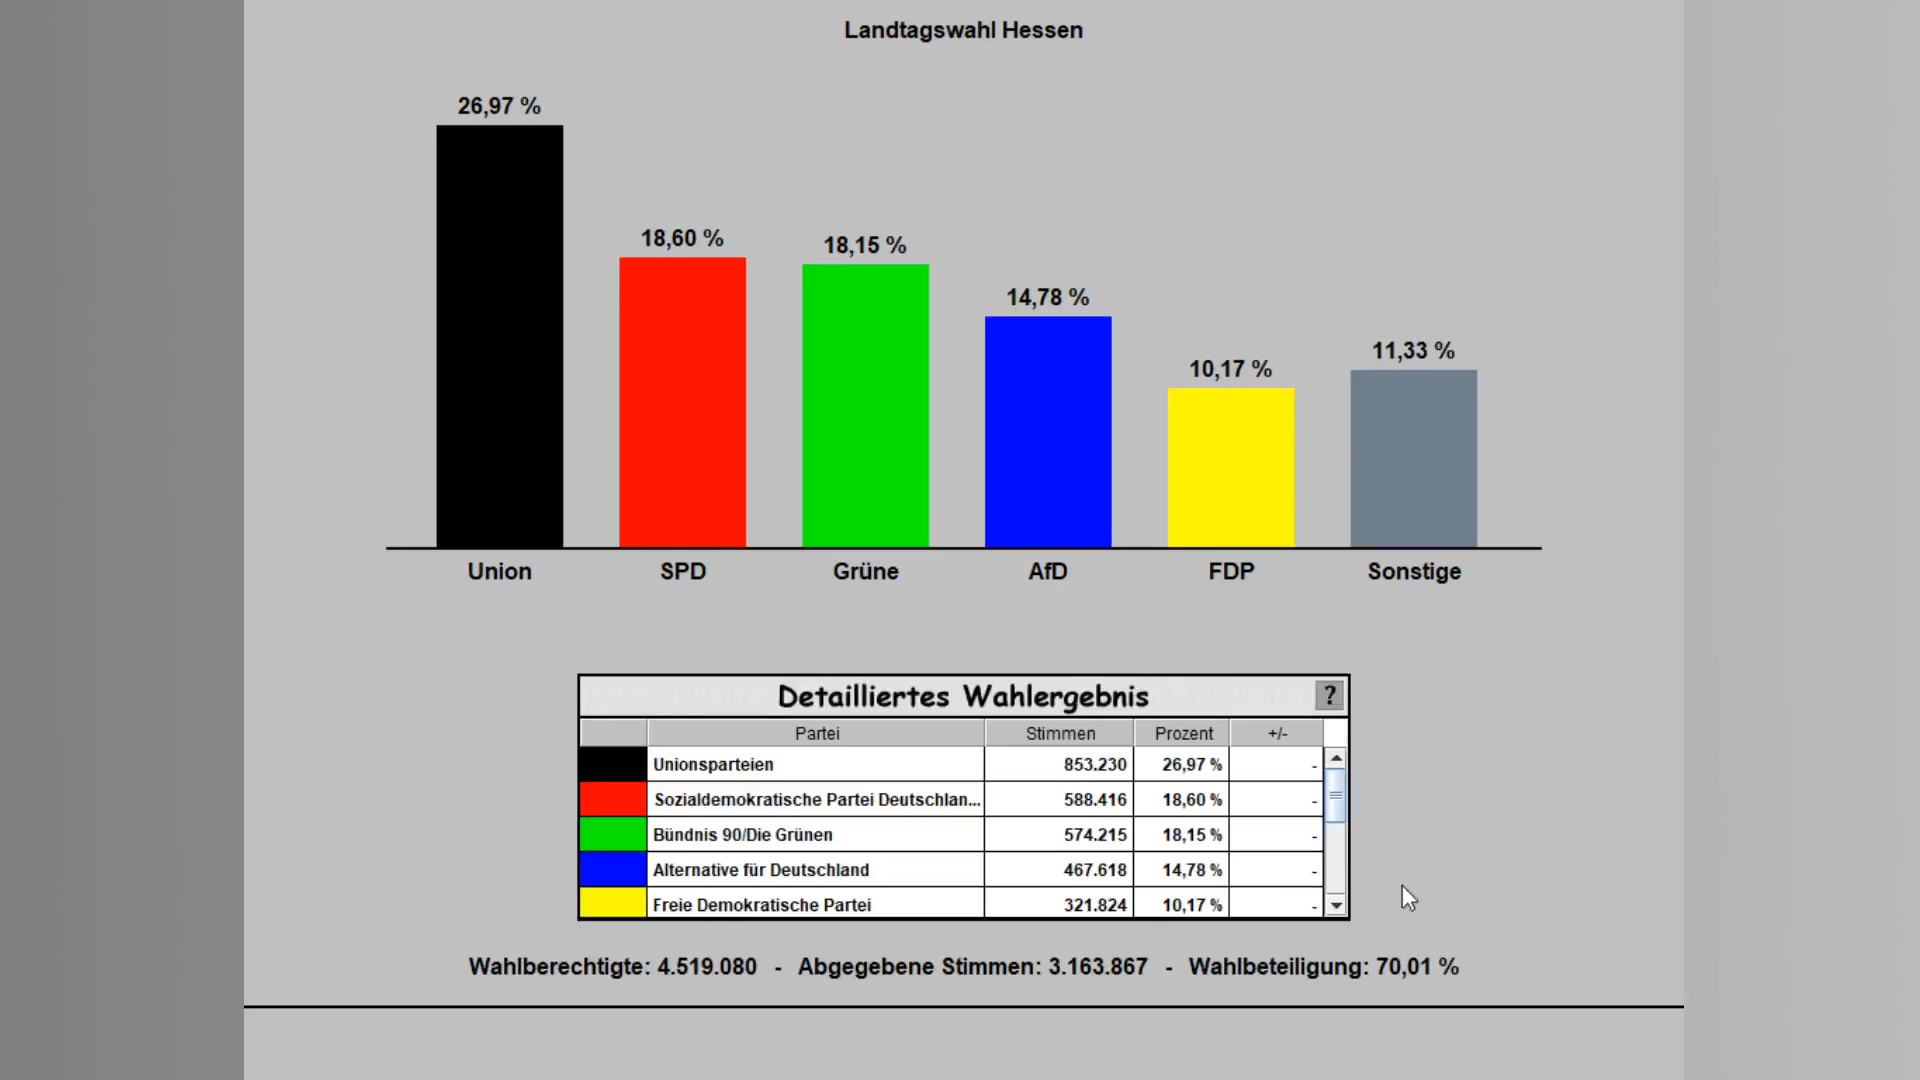 Landtagswahl Hessen
26,97 %
18,60 %
18,15 %
14,78 %
10,17 %
11,33 %
Union SPD Grüne AfD FDP Sonstige
Detailliertes Wahlergebnis ?
Partei Stimmen Prozent +/-
Unionsparteien 853.230 26,97 % -
Sozialdemokratische Partei Deutschlan... 588.416 18,60 % -
Bündnis 90/Die Grünen 574.215 18,15 % -
Alternative für Deutschland 467.618 14,78 % -
Freie Demokratische Partei 321.824 10,17 % -
Wahlberechtigte: 4.519.080 - Abgegebene Stimmen: 3.163.867 - Wahlbeteiligung: 70,01 %